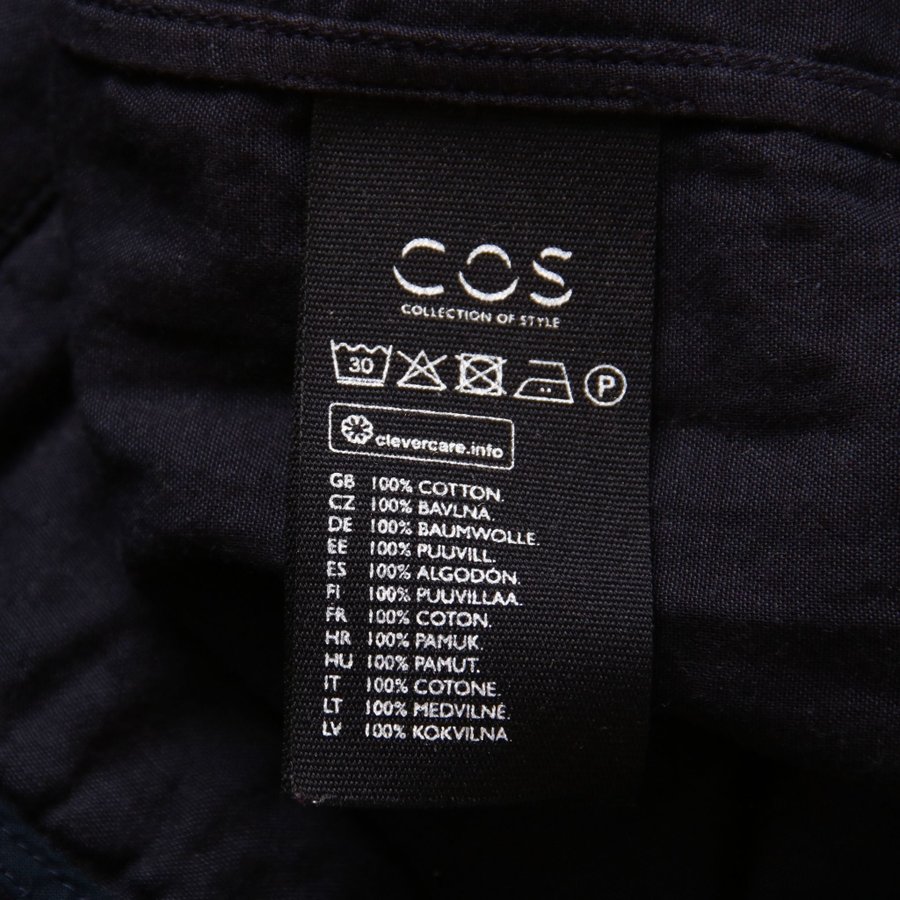 COS
COLLECTION OF STYLE
30 P
clevercare.info
GB 100% COTTON.
CZ 100% BAVLNA.
DE 100% BAUMWOLLE.
EE 100% PUUVILL.
ES 100% ALGODÓN.
FI 100% PUUVILLAA.
FR 100% COTON.
HR 100% PAMUK.
HU 100% PAMUT.
IT 100% COTONE.
LT 100% MEDVILNĖ.
LV 100% KOKVILNA.